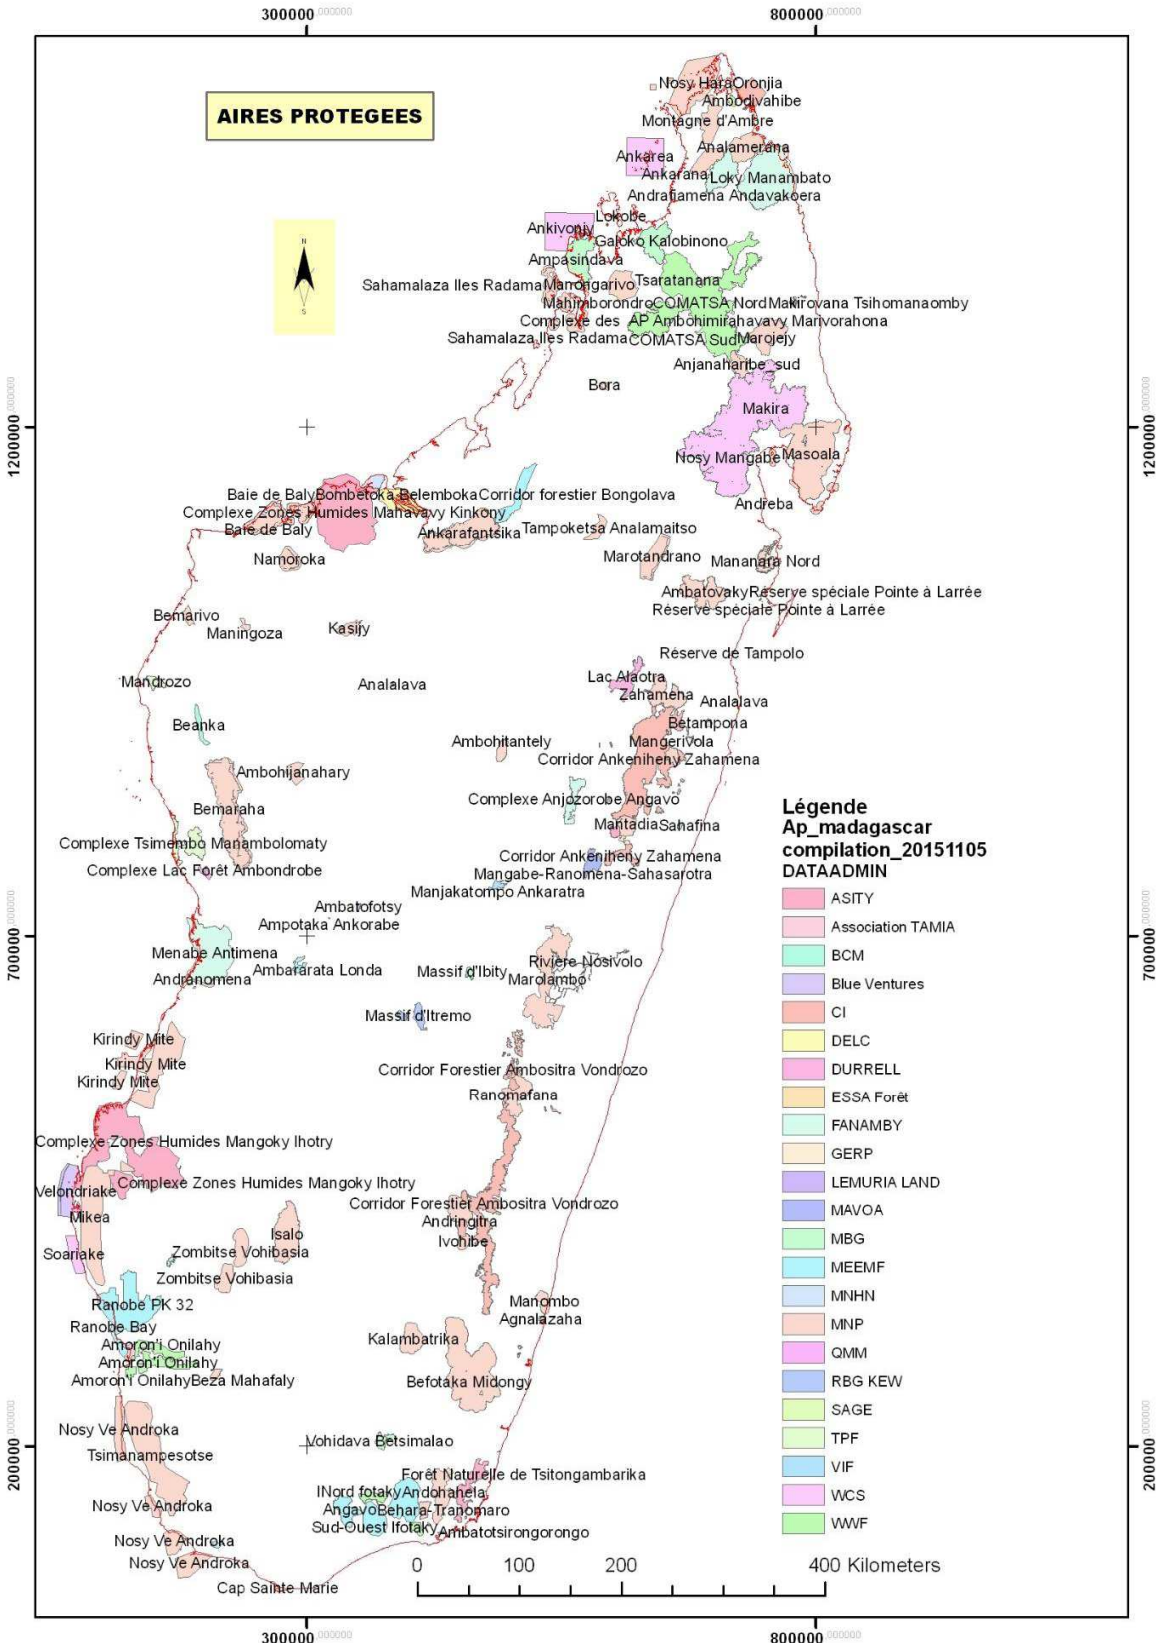 300000,000000
800000,000000
AIRES PROTEGEES
Nosy Hara Oronjia
Ambodivahibe
Montagne d'Ambre
Analamerana
Ankarea
Ankarana Loky Manambato
Andrafiamena Andavakoera
Lokobe
Ankivonjy
Galoko Kalobinono
Ampasindava
Tsaratanana
Sahamalaza Iles Radama Manongarivo
Complexe des AP Ambohimirahavavy Marivorahona
Sahamalaza Iles Radama COMATSA Sud Marojejy
Anjanaharibe_sud
Bora
Makira
1200000,000000
1200000,000000
Nosy Mangabe Masoala
Baie de Baly Bombetoka Belemboka Corridor forestier Bongolava
Andreba
Complexe Zones Humides Mahavavy Kinkony
Baie de Baly
Ankarafantsika
Tampoketsa Analamaitso
Namoroka
Marotandrano
Mananara Nord
Ambatovaky Réserve spéciale Pointe à Larrée
Réserve spéciale Pointe à Larrée
Bemarivo
Maningoza
Kasijy
Réserve de Tampolo
Mandrozo
Analalava
Lac Alaotra
Zahamena
Analalava
Beanka
Betampona
Ambohitantely
Mangerivola
Corridor Ankeniheny Zahamena
Ambohijanahary
Complexe Anjozorobe Angavo
Bemaraha
Mantadia Sahafina
Complexe Tsimembo Manambolomaty
Corridor Ankeniheny Zahamena
Complexe Lac Forêt Ambondrobe
Mangabe-Ranomena-Sahasarotra
Manjakatompo Ankaratra
Ambatofotsy
Ampotaka Ankorabe
700000,000000
700000,000000
Menabe Antimena
Rivière Nosivolo
Andranomena
Ambararata Londa
Massif d'Ibity
Marolambo
Massif d'Itremo
Kirindy Mite
Kirindy Mite
Kirindy Mite
Corridor Forestier Ambositra Vondrozo
Ranomafana
Complexe Zones Humides Mangoky Ihotry
Complexe Zones Humides Mangoky Ihotry
Velondriake
Corridor Forestier Ambositra Vondrozo
Mikea
Andringitra
Isalo
Ivohibe
Soariake
Zombitse Vohibasia
Zombitse Vohibasia
Ranobe PK 32
Manombo
Agnalazaha
Ranobe Bay
Kalambatrika
Amoron'i Onilahy
Amoron'i Onilahy
Amoron'i Onilahy Beza Mahafaly
Befotaka Midongy
Nosy Ve Androka
Vohidava Betsimalao
200000,000000
200000,000000
Tsimanampesotse
Forêt Naturelle de Tsitongambarika
Nosy Ve Androka
Angavo Behara-Tranomaro
Ambatotsirongorongo
Nosy Ve Androka
Nosy Ve Androka
Cap Sainte Marie
Légende
Ap_madagascar
compilation_20151105
DATAADMIN
ASITY
Association TAMIA
BCM
Blue Ventures
CI
DELC
DURRELL
ESSA Forêt
FANAMBY
GERP
LEMURIA LAND
MAVOA
MBG
MEEMF
MNHN
MNP
QMM
RBG KEW
SAGE
TPF
VIF
WCS
WWF
0 100 200 400 Kilometers
300000,000000
800000,000000